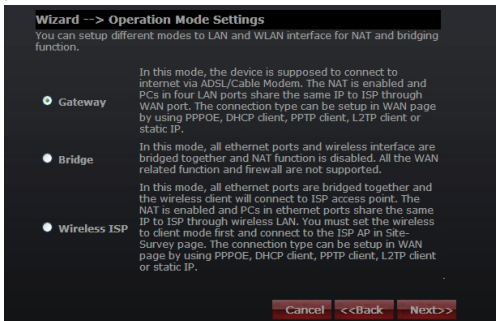 Wizard --> Operation Mode Settings
You can setup different modes to LAN and WLAN interface for NAT and bridging
function.
In this mode, the device is supposed to connect to
internet via ADSL/Cable Modem. The NAT is enabled and
PCs in four LAN ports share the same IP to ISP through
WAN port. The connection type can be setup in WAN page
by using PPPOE, DHCP client, PPTP client, L2TP client or
static IP.
Gateway
In this mode, all ethernet ports and wireless interface are
bridged together and NAT function is disabled. All the WAN
related function and firewall are not supported.
Bridge
In this mode, all ethernet ports are bridged together and
the wireless client will connect to ISP access point. The
NAT is enabled and PCs in ethernet ports share the same
IP to ISP through wireless LAN. You must set the wireless
to client mode first and connect to the ISP AP in Site-
Survey page. The connection type can be setup in WAN
page by using PPPOE, DHCP client, PPTP client, L2TP client
or static IP.
Wireless ISP
Cancel <<Back Next>>